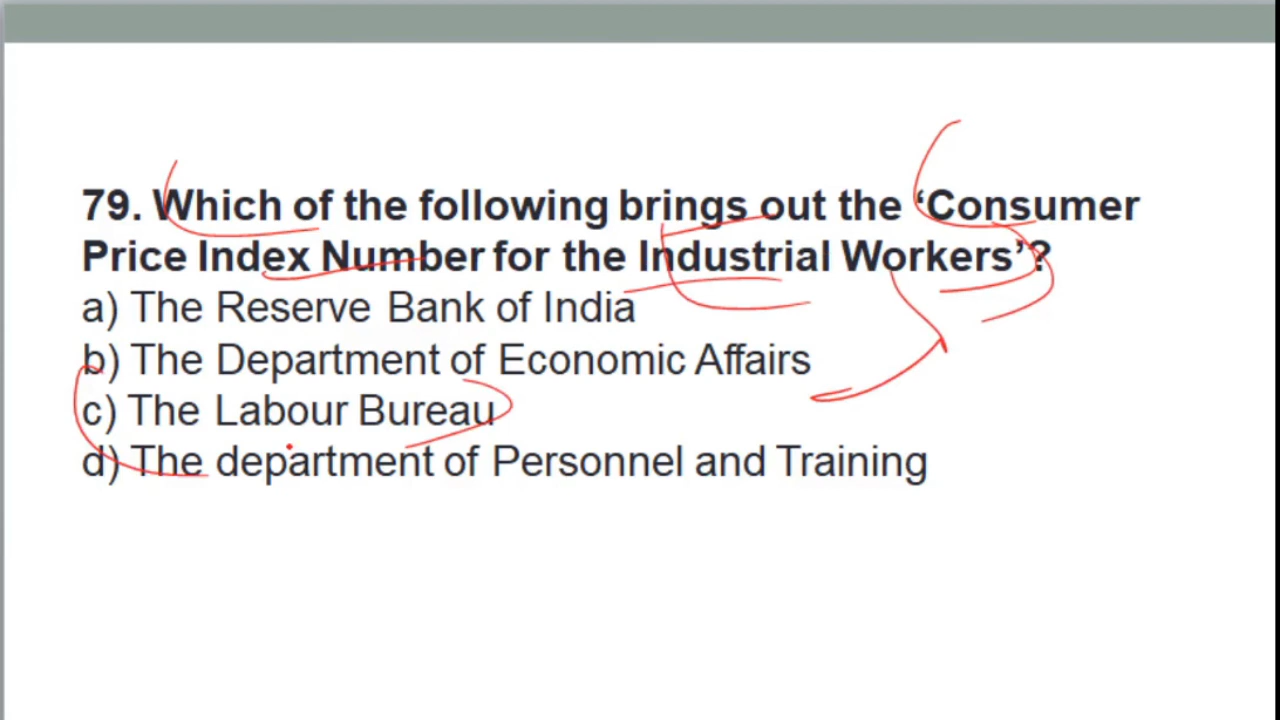 79. Which of the following brings out the ‘Consumer
Price Index Number for the Industrial Workers’?
a) The Reserve Bank of India
b) The Department of Economic Affairs
c) The Labour Bureau
d) The department of Personnel and Training